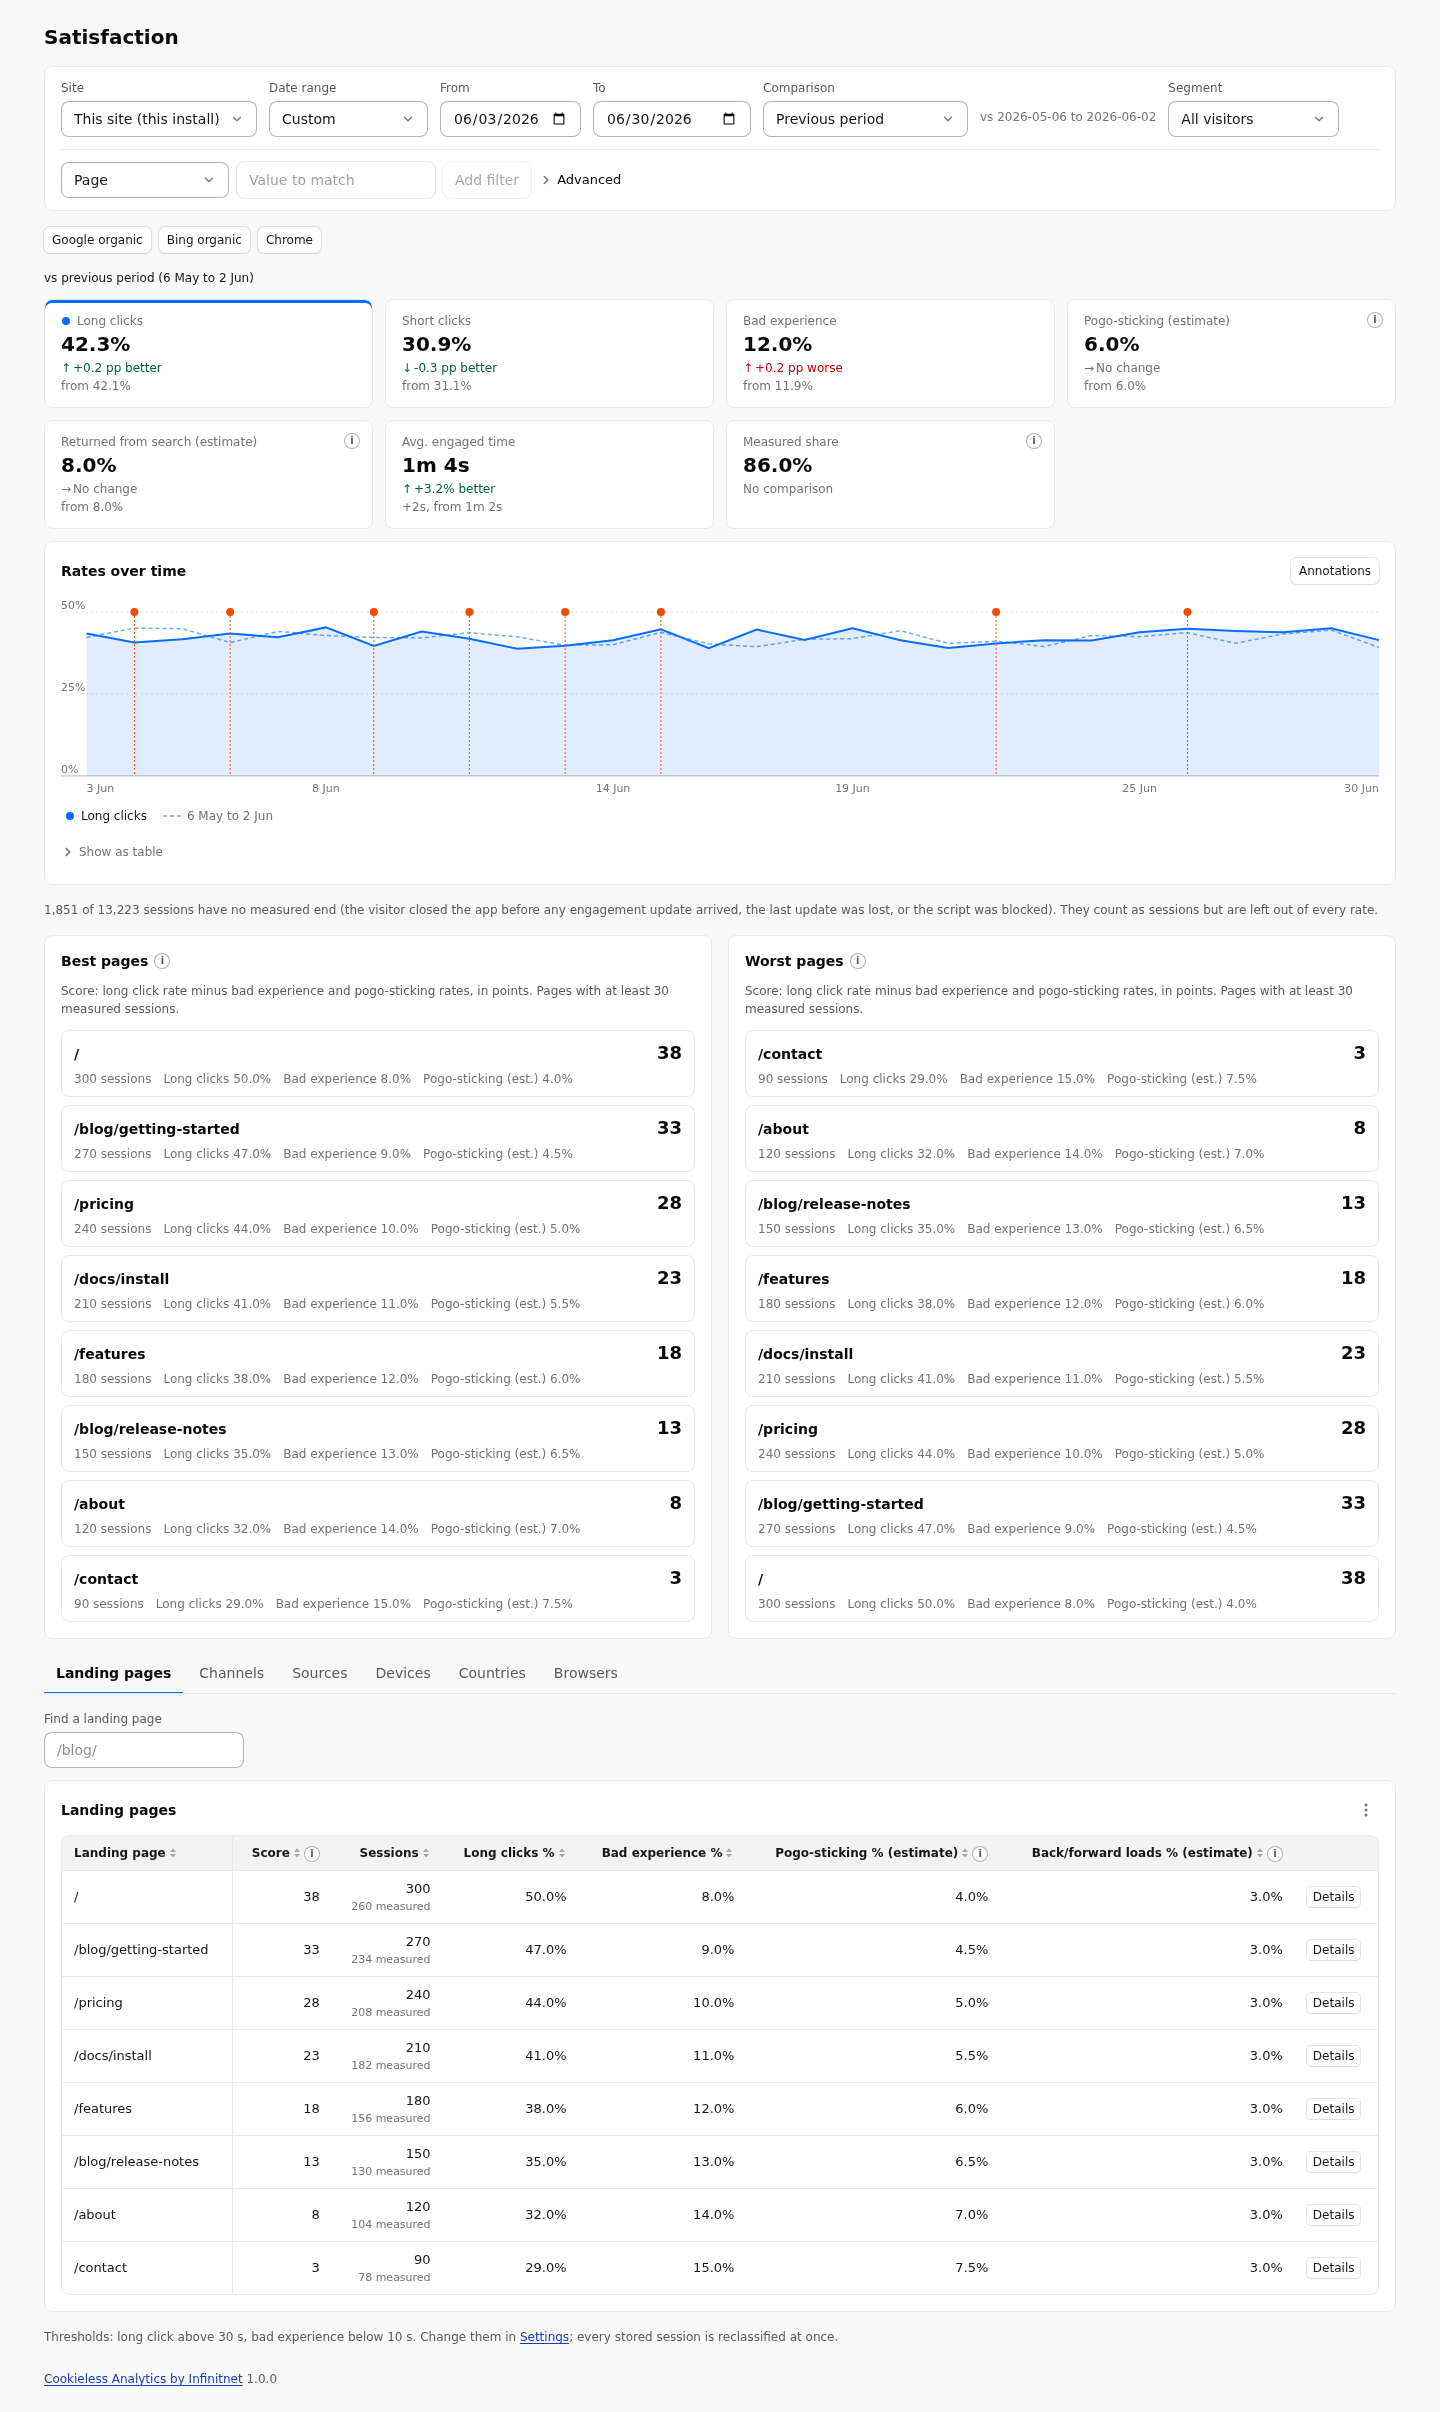 Satisfaction
Site
Date range
From
To
Comparison
Segment
This site (this install)
Custom
06/03/2026
06/30/2026
Previous period
vs 2026-05-06 to 2026-06-02
All visitors
Page
Value to match
Add filter
Advanced
Google organic
Bing organic
Chrome
vs previous period (6 May to 2 Jun)
Long clicks
42.3%
↑ +0.2 pp better
from 42.1%
Short clicks
30.9%
↓ -0.3 pp better
from 31.1%
Bad experience
12.0%
↑ +0.2 pp worse
from 11.9%
Pogo-sticking (estimate)
i
6.0%
→ No change
from 6.0%
Returned from search (estimate)
i
8.0%
→ No change
from 8.0%
Avg. engaged time
1m 4s
↑ +3.2% better
+2s, from 1m 2s
Measured share
i
86.0%
No comparison
Rates over time
Annotations
50%
25%
0%
3 Jun
8 Jun
14 Jun
19 Jun
25 Jun
30 Jun
Long clicks
6 May to 2 Jun
Show as table
1,851 of 13,223 sessions have no measured end (the visitor closed the app before any engagement update arrived, the last update was lost, or the script was blocked). They count as sessions but are left out of every rate.
Best pages i
Score: long click rate minus bad experience and pogo-sticking rates, in points. Pages with at least 30
measured sessions.
/ 38
300 sessions Long clicks 50.0% Bad experience 8.0% Pogo-sticking (est.) 4.0%
/blog/getting-started 33
270 sessions Long clicks 47.0% Bad experience 9.0% Pogo-sticking (est.) 4.5%
/pricing 28
240 sessions Long clicks 44.0% Bad experience 10.0% Pogo-sticking (est.) 5.0%
/docs/install 23
210 sessions Long clicks 41.0% Bad experience 11.0% Pogo-sticking (est.) 5.5%
/features 18
180 sessions Long clicks 38.0% Bad experience 12.0% Pogo-sticking (est.) 6.0%
/blog/release-notes 13
150 sessions Long clicks 35.0% Bad experience 13.0% Pogo-sticking (est.) 6.5%
/about 8
120 sessions Long clicks 32.0% Bad experience 14.0% Pogo-sticking (est.) 7.0%
/contact 3
90 sessions Long clicks 29.0% Bad experience 15.0% Pogo-sticking (est.) 7.5%
Worst pages i
Score: long click rate minus bad experience and pogo-sticking rates, in points. Pages with at least 30
measured sessions.
/contact 3
90 sessions Long clicks 29.0% Bad experience 15.0% Pogo-sticking (est.) 7.5%
/about 8
120 sessions Long clicks 32.0% Bad experience 14.0% Pogo-sticking (est.) 7.0%
/blog/release-notes 13
150 sessions Long clicks 35.0% Bad experience 13.0% Pogo-sticking (est.) 6.5%
/features 18
180 sessions Long clicks 38.0% Bad experience 12.0% Pogo-sticking (est.) 6.0%
/docs/install 23
210 sessions Long clicks 41.0% Bad experience 11.0% Pogo-sticking (est.) 5.5%
/pricing 28
240 sessions Long clicks 44.0% Bad experience 10.0% Pogo-sticking (est.) 5.0%
/blog/getting-started 33
270 sessions Long clicks 47.0% Bad experience 9.0% Pogo-sticking (est.) 4.5%
/ 38
300 sessions Long clicks 50.0% Bad experience 8.0% Pogo-sticking (est.) 4.0%
Landing pages Channels Sources Devices Countries Browsers
Find a landing page
/blog/
Landing pages
Landing page Score i Sessions Long clicks % Bad experience % Pogo-sticking % (estimate) i Back/forward loads % (estimate) i
/ 38 300 50.0% 8.0% 4.0% 3.0% Details
260 measured
/blog/getting-started 33 270 47.0% 9.0% 4.5% 3.0% Details
234 measured
/pricing 28 240 44.0% 10.0% 5.0% 3.0% Details
208 measured
/docs/install 23 210 41.0% 11.0% 5.5% 3.0% Details
182 measured
/features 18 180 38.0% 12.0% 6.0% 3.0% Details
156 measured
/blog/release-notes 13 150 35.0% 13.0% 6.5% 3.0% Details
130 measured
/about 8 120 32.0% 14.0% 7.0% 3.0% Details
104 measured
/contact 3 90 29.0% 15.0% 7.5% 3.0% Details
78 measured
Thresholds: long click above 30 s, bad experience below 10 s. Change them in Settings; every stored session is reclassified at once.
Cookieless Analytics by Infinitnet 1.0.0